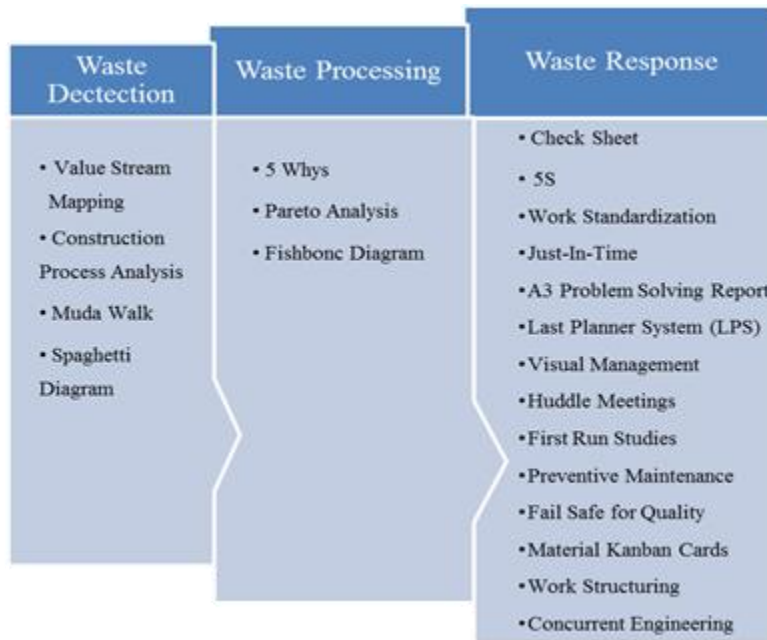 Waste
Dectection
• Value Stream
Mapping
• Construction
Process Analysis
• Muda Walk
• Spaghetti
Diagram
Waste Processing
• 5 Whys
• Pareto Analysis
• Fishbonc Diagram
Waste Response
• Check Sheet
• 5S
•Work Standardization
•Just-In-Time
•A3 Problem Solving Report
•Last Planner System (LPS)
•Visual Management
•Huddle Meetings
•First Run Studies
•Preventive Maintenance
•Fail Safe for Quality
•Material Kanban Cards
•Work Structuring
•Concurrent Engineering